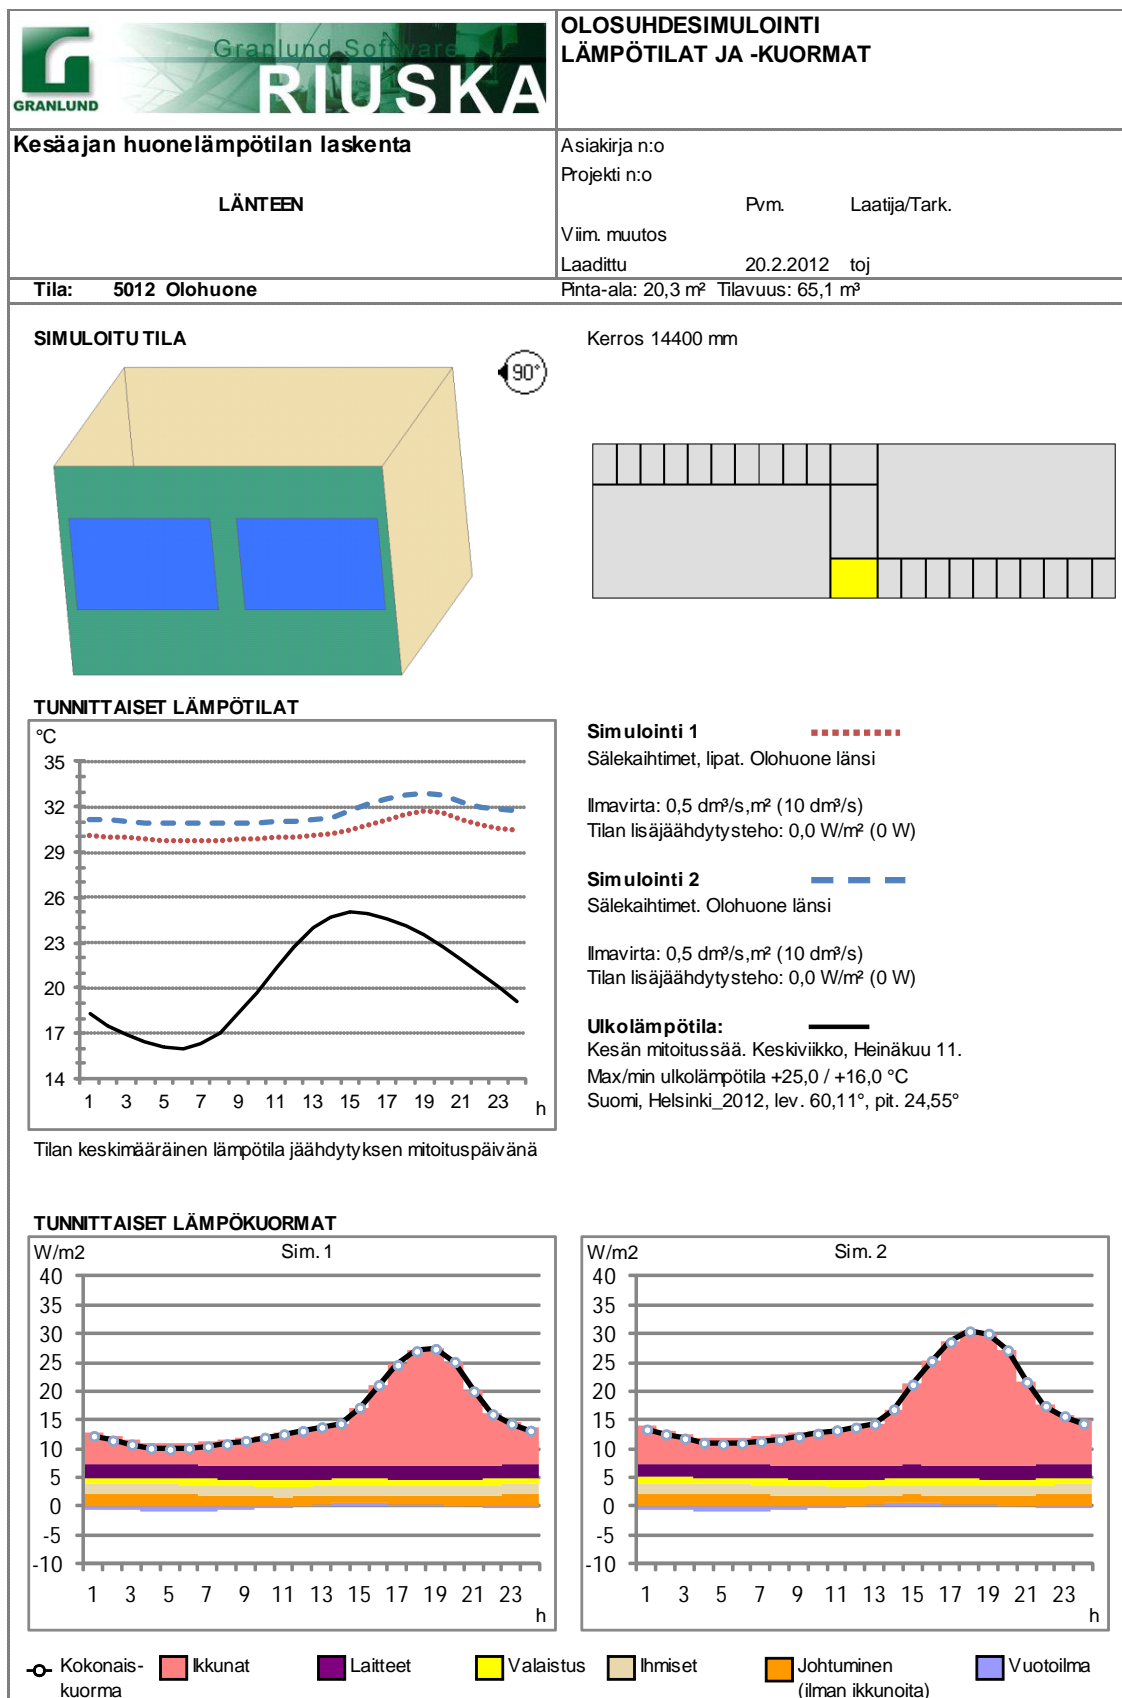 Granlund Software
RIUSKA
GRANLUND
OLOSUHDESIMULOINTI
LÄMPÖTILAT JA -KUORMAT
Kesäajan huonelämpötilan laskenta
LÄNTEEN
Asiakirja n:o
Projekti n:o
Pvm. Laatija/Tark.
Viim. muutos
Laadittu 20.2.2012 toj
Tila: 5012 Olohuone
Pinta-ala: 20,3 m² Tilavuus: 65,1 m³
SIMULOITU TILA
90°
Kerros 14400 mm
TUNNITTAISET LÄMPÖTILAT
°C
35
32
29
26
23
20
17
14
1 3 5 7 9 11 13 15 17 19 21 23
h
Tilan keskimääräinen lämpötila jäähdytyksen mitoituspäivänä
Simulointi 1
Sälekaihtimet, lipat. Olohuone länsi
Ilmavirta: 0,5 dm³/s,m² (10 dm³/s)
Tilan lisäjäähdytysteho: 0,0 W/m² (0 W)
Simulointi 2
Sälekaihtimet. Olohuone länsi
Ilmavirta: 0,5 dm³/s,m² (10 dm³/s)
Tilan lisäjäähdytysteho: 0,0 W/m² (0 W)
Ulkolämpötila:
Kesän mitoitussää. Keskiviikko, Heinäkuu 11.
Max/min ulkolämpötila +25,0 / +16,0 °C
Suomi, Helsinki_2012, lev. 60,11°, pit. 24,55°
TUNNITTAISET LÄMPÖKUORMAT
W/m2 Sim. 1
40
35
30
25
20
15
10
5
0
-5
-10
1 3 5 7 9 11 13 15 17 19 21 23
h
W/m2 Sim. 2
40
35
30
25
20
15
10
5
0
-5
-10
1 3 5 7 9 11 13 15 17 19 21 23
h
Kokonais-
kuorma
Ikkunat
Laitteet
Valaistus
Ihmiset
Johtuminen
(ilman ikkunoita)
Vuotoilma